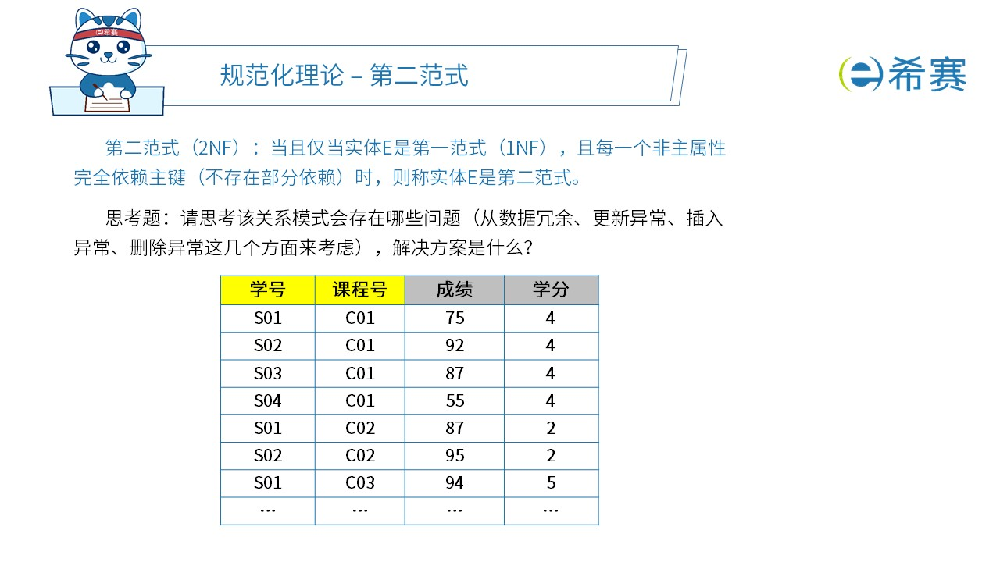 希赛
规范化理论 – 第二范式
希赛
第二范式（2NF）：当且仅当实体E是第一范式（1NF），且每一个非主属性
完全依赖主键（不存在部分依赖）时，则称实体E是第二范式。
思考题：请思考该关系模式会存在哪些问题（从数据冗余、更新异常、插入
异常、删除异常这几个方面来考虑），解决方案是什么？
学号 课程号 成绩 学分
S01 C01 75 4
S02 C01 92 4
S03 C01 87 4
S04 C01 55 4
S01 C02 87 2
S02 C02 95 2
S01 C03 94 5
... ... ... ...